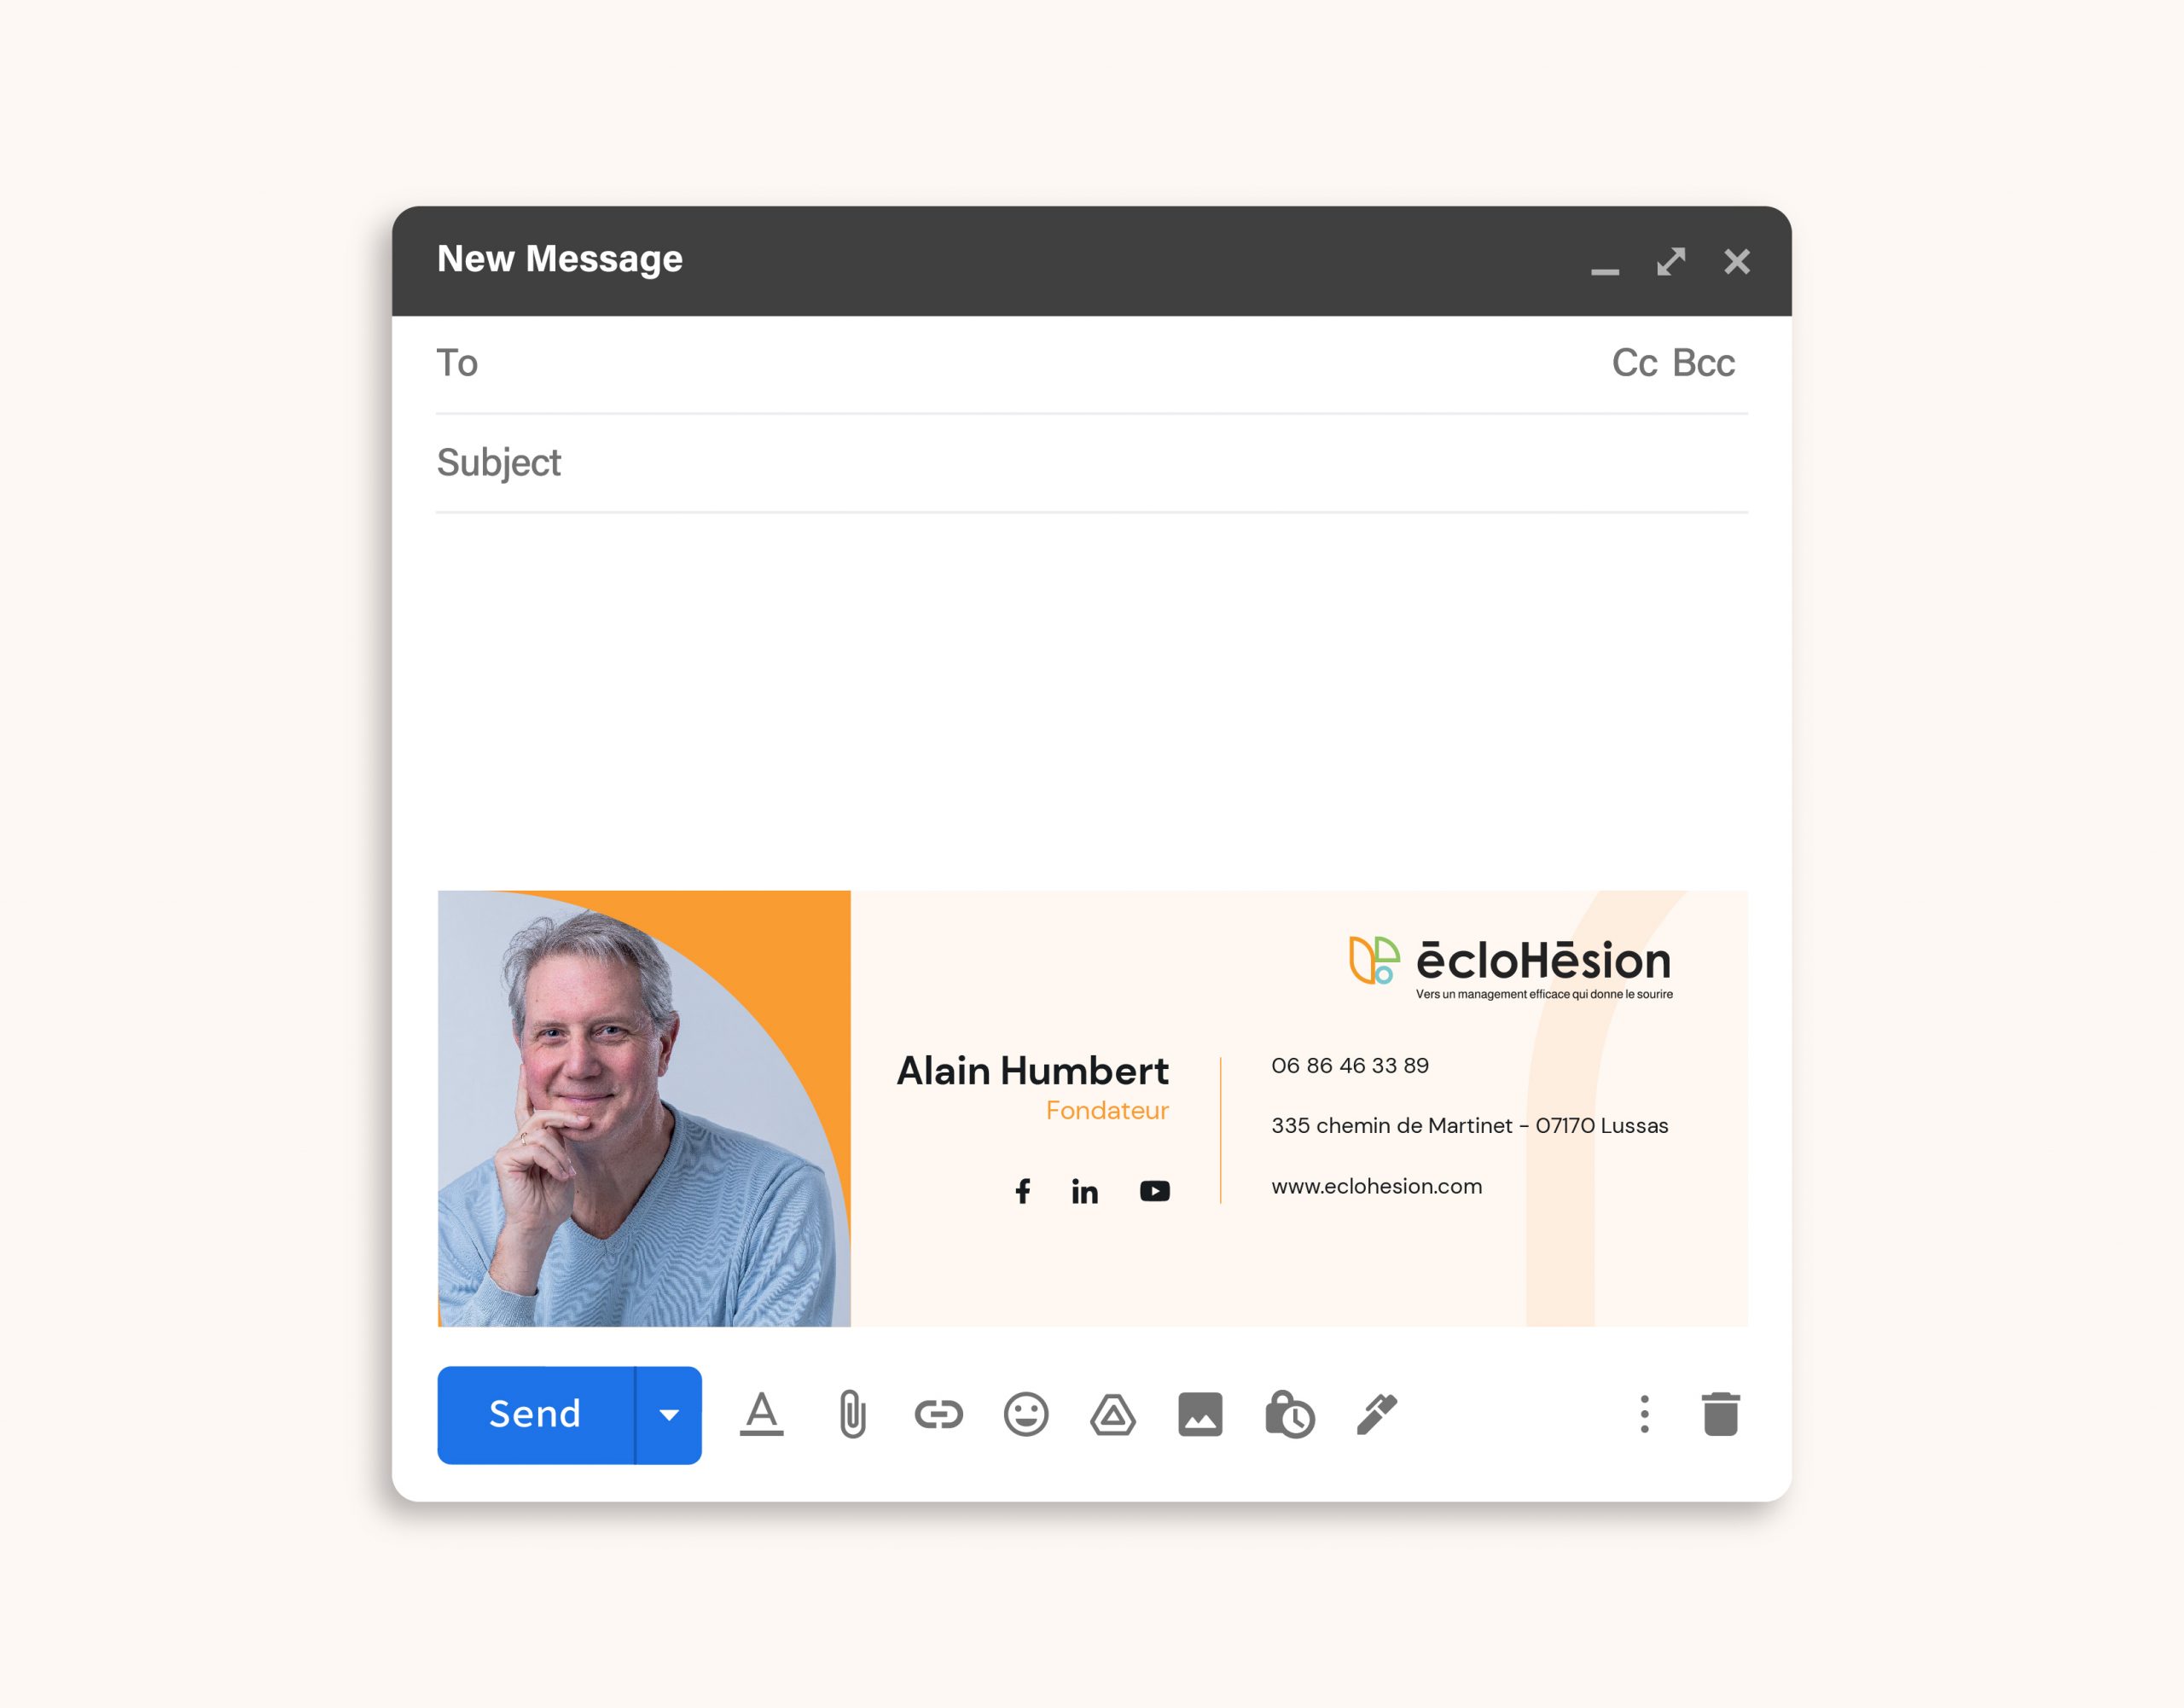 New Message
To
Cc Bcc
Subject
ēcloHēsion
Vers un management efficace qui donne le sourire
Alain Humbert
Fondateur
06 86 46 33 89
335 chemin de Martinet - 07170 Lussas
www.eclohesion.com
Send